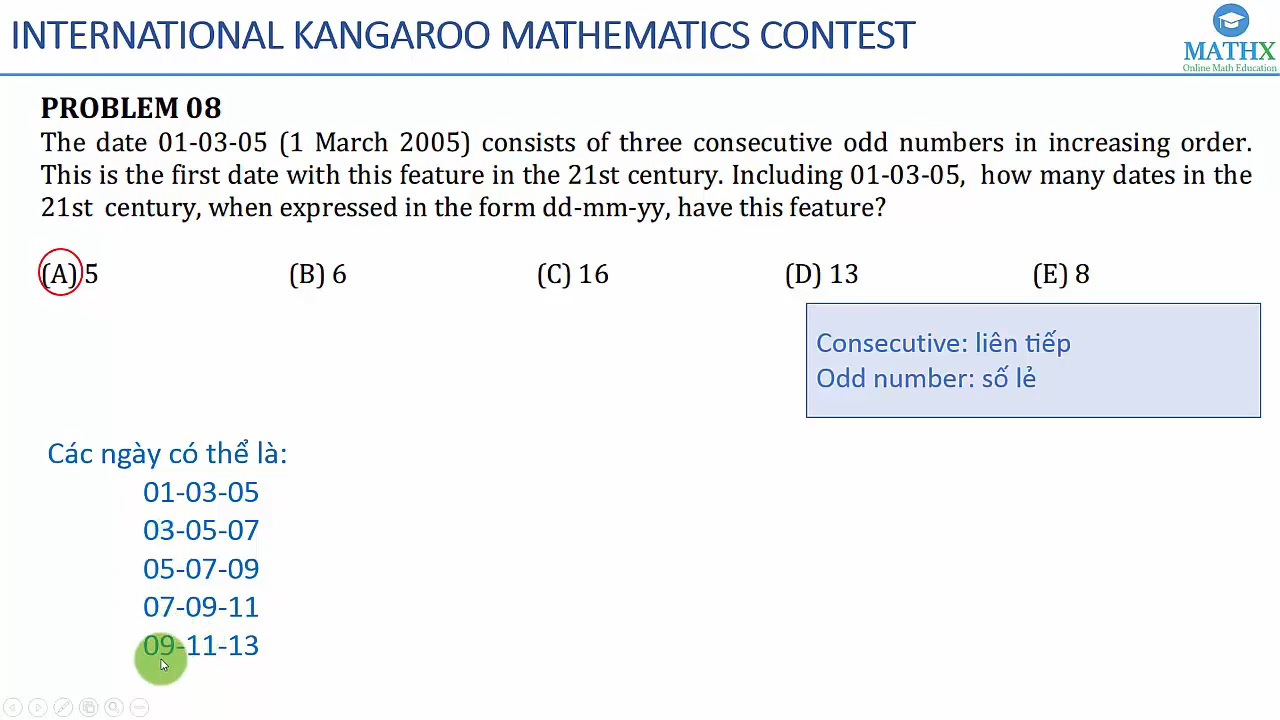 INTERNATIONAL KANGAROO MATHEMATICS CONTEST
MATHX
Online Math Education
PROBLEM 08
The date 01-03-05 (1 March 2005) consists of three consecutive odd numbers in increasing order.
This is the first date with this feature in the 21st century. Including 01-03-05, how many dates in the
21st century, when expressed in the form dd-mm-yy, have this feature?
(A) 5 (B) 6 (C) 16 (D) 13 (E) 8
Consecutive: liên tiếp
Odd number: số lẻ
Các ngày có thể là:
01-03-05
03-05-07
05-07-09
07-09-11
09-11-13